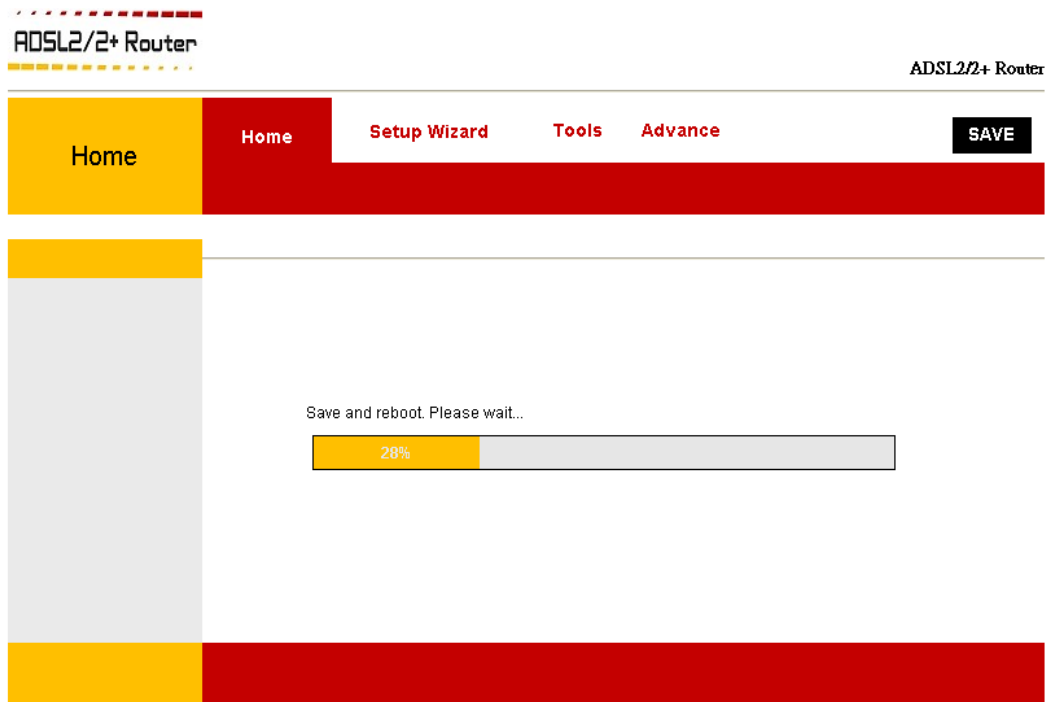 ADSL2/2+ Router
ADSL2/2+ Router
Home
Home
Setup Wizard
Tools
Advance
SAVE
Save and reboot. Please wait...
28%